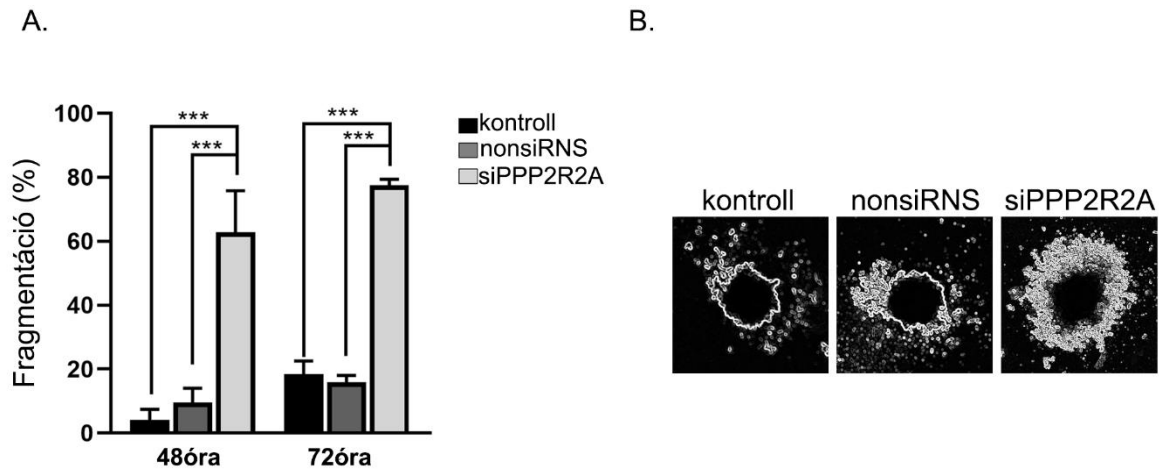 A.
Fragmentáció (%)
100
80
60
40
20
0
***
***
***
***
48óra
72óra
kontroll
nonsiRNS
siPPP2R2A
B.
kontroll
nonsiRNS
siPPP2R2A